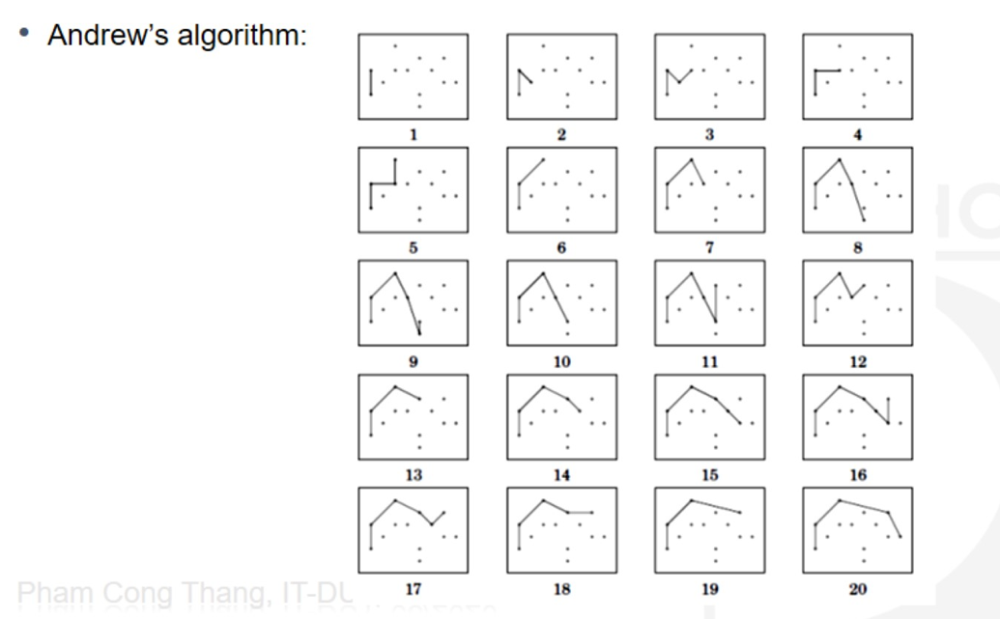 • Andrew’s algorithm:
1 2 3 4
5 6 7 8
9 10 11 12
13 14 15 16
17 18 19 20
Pham Cong Thang, IT-DU